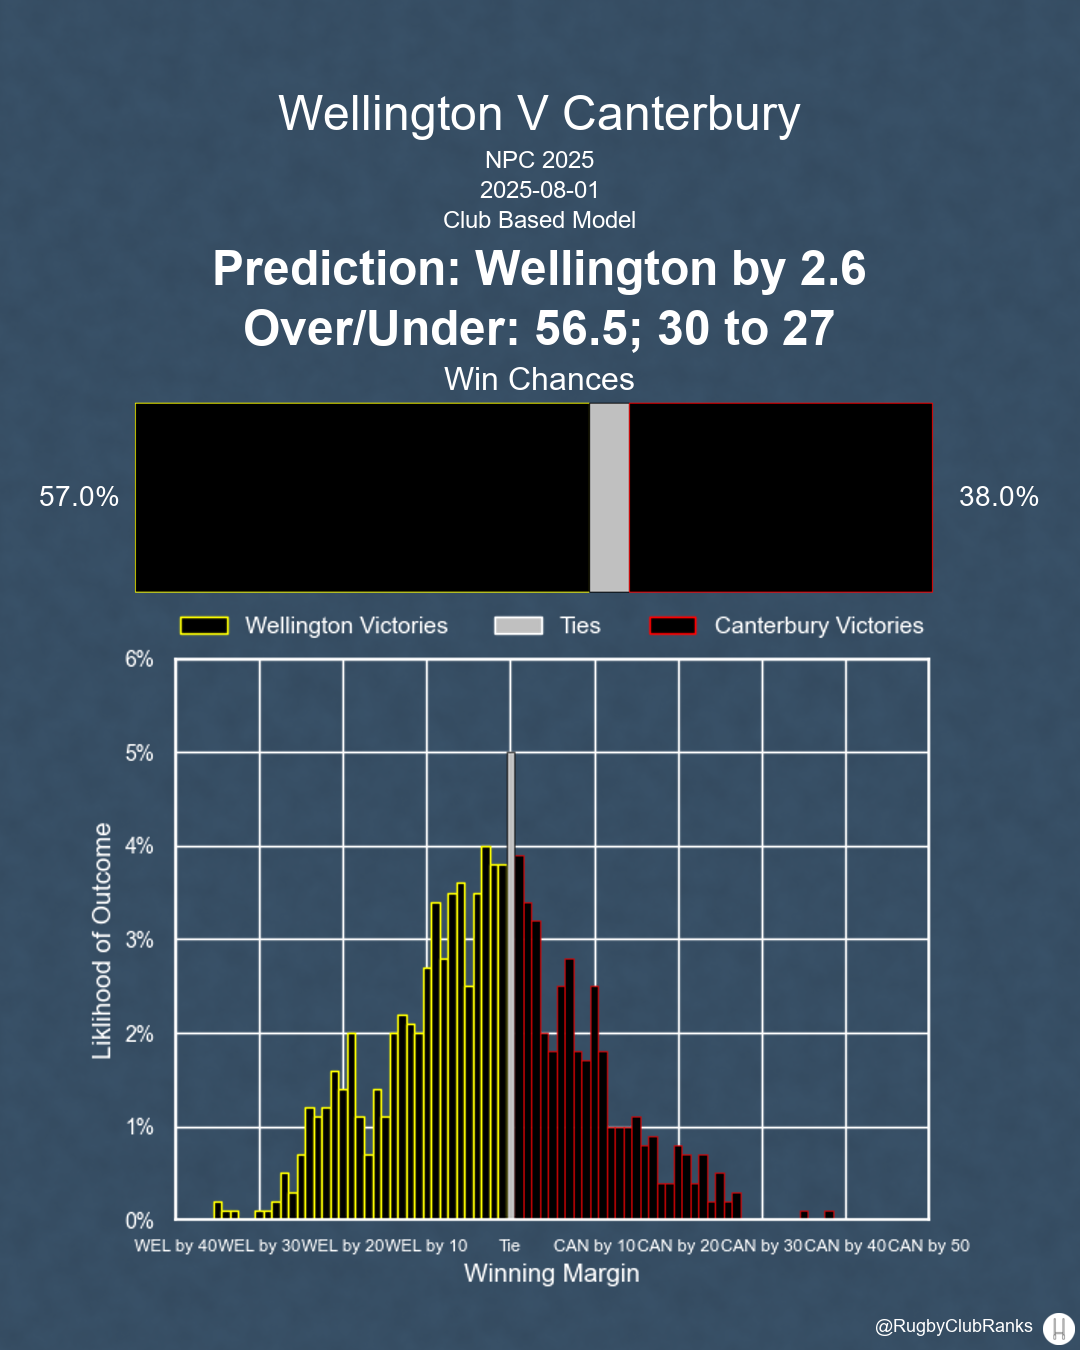 Wellington V Canterbury
NPC 2025
2025-08-01
Club Based Model
Prediction: Wellington by 2.6
Over/Under: 56.5; 30 to 27
Win Chances
57.0%
38.0%
Wellington Victories
Ties
Canterbury Victories
6%
5%
4%
3%
2%
1%
0%
Liklihood of Outcome
WEL by 40
WEL by 30
WEL by 20
WEL by 10
Tie
CAN by 10
CAN by 20
CAN by 30
CAN by 40
CAN by 50
Winning Margin
@RugbyClubRanks